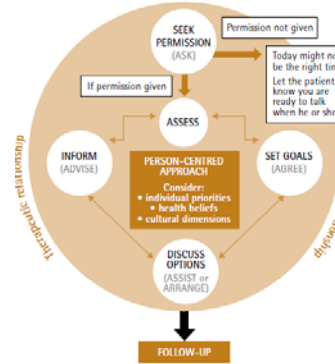 SEEK
PERMISSION
(ASK)
Permission not given
Today might no
be the right tim
Let the patient
know you are
ready to talk
when he or she
If permission given
ASSESS
INFORM
(ADVISE)
PERSON-CENTRED
APPROACH
Consider:
• individual priorities
• health beliefs
• cultural dimensions
SET GOALS
(AGREE)
Therapeutic relationship
onship
DISCUSS
OPTIONS
(ASSIST or
ARRANGE)
FOLLOW-UP